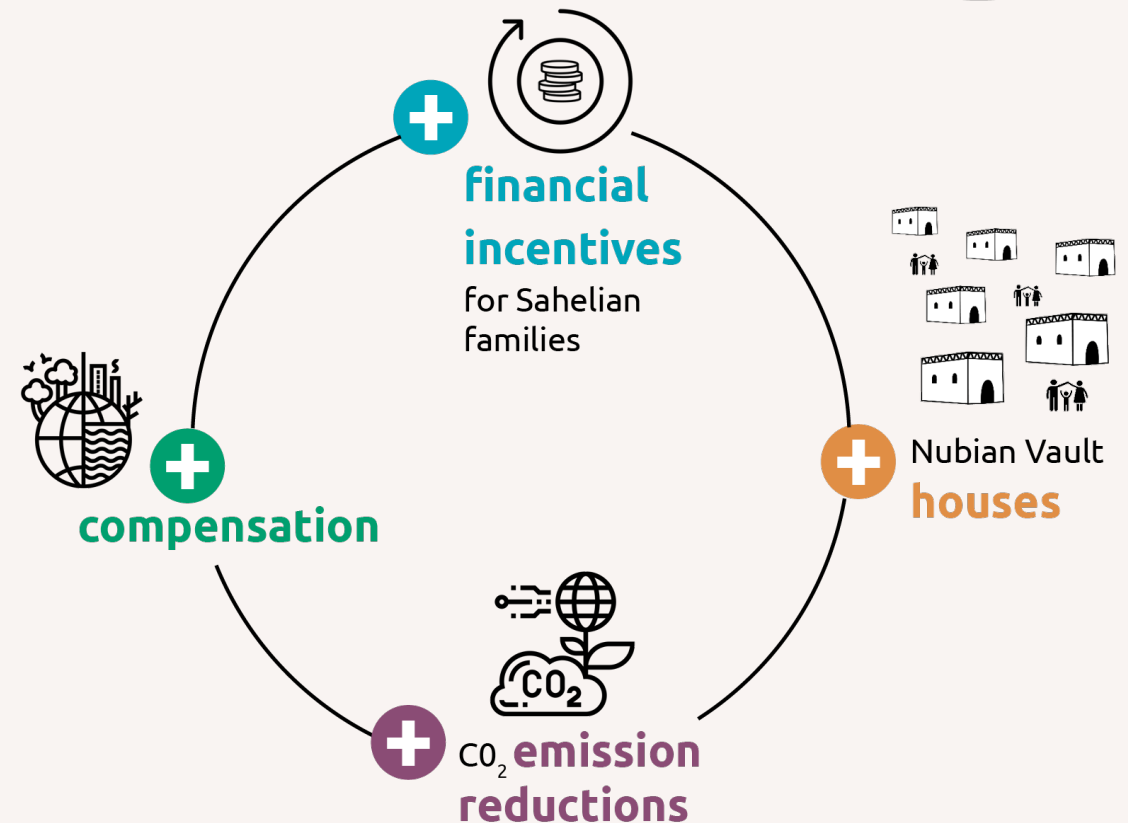 financial
incentives
for Sahelian
families
Nubian Vault
houses
compensation
CO₂
C0₂ emission
reductions